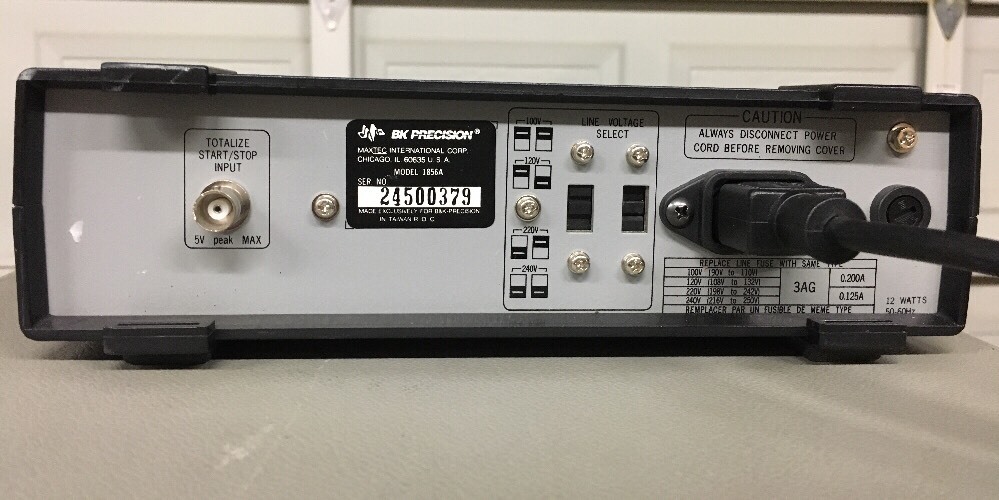 TOTALIZE
START/STOP
INPUT
5V peak MAX
BK PRECISION®
MAXTEC INTERNATIONAL CORP.
CHICAGO, IL 60635 U. S. A.
MODEL 1856A
SER NO
24500379
MADE EXCLUSIVELY FOR B&K-PRECISION
IN TAIWAN R. O. C.
LINE VOLTAGE
SELECT
100V
120V
220V
240V
CAUTION
ALWAYS DISCONNECT POWER
CORD BEFORE REMOVING COVER
REPLACE LINE FUSE WITH SAME TYPE
100V (90V to 110V)
120V (108V to 132V)
220V (198V to 242V)
240V (216V to 250V)
3AG
0.200A
0.125A
REMPLACER PAR UN FUSIBLE DE MEME TYPE
12 WATTS
50-60Hz